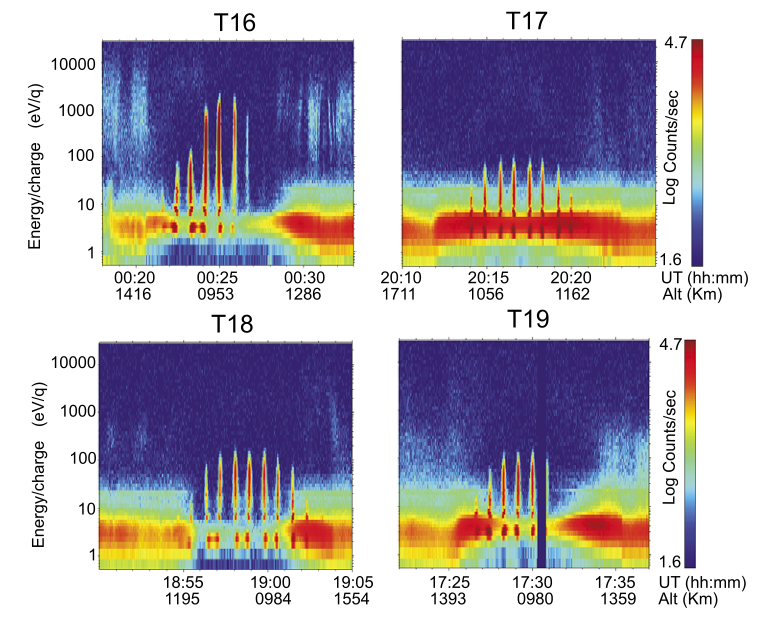 T16
T17
10000
1000
100
10
1
Energy/charge (eV/q)
4.7
Log Counts/sec
1.6
00:20 00:25 00:30
1416 0953 1286
20:10 20:15 20:20 UT (hh:mm)
1711 1056 1162 Alt (Km)
T18
T19
10000
1000
100
10
1
Energy/charge (eV/q)
4.7
Log Counts/sec
1.6
18:55 19:00 19:05
1195 0984 1554
17:25 17:30 17:35 UT (hh:mm)
1393 0980 1359 Alt (Km)